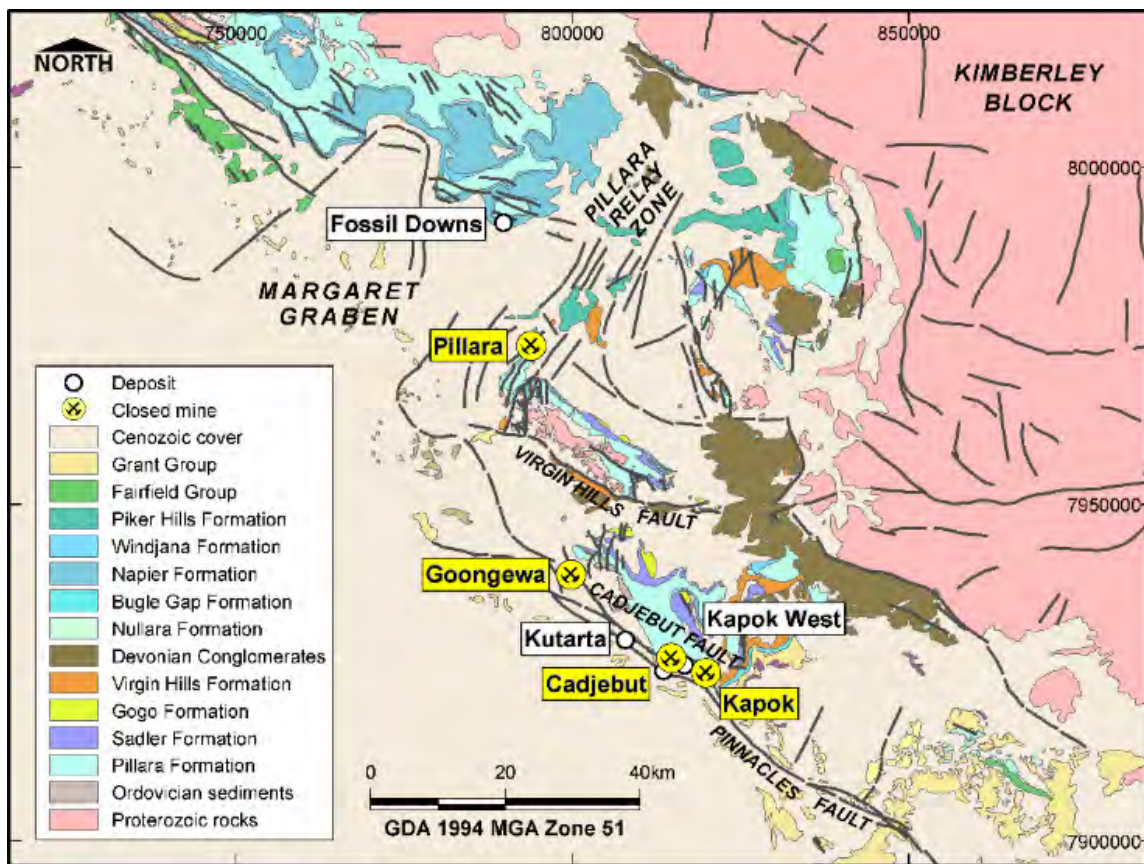 750000
800000
850000
NORTH
KIMBERLEY
BLOCK
8000000
PILLARA
RELAY
ZONE
Fossil Downs
MARGARET
GRABEN
Pillara
Deposit
Closed mine
Cenozoic cover
Grant Group
Fairfield Group
Piker Hills Formation
Windjana Formation
Napier Formation
Bugle Gap Formation
Nullara Formation
Devonian Conglomerates
Virgin Hills Formation
Gogo Formation
Sadler Formation
Pillara Formation
Ordovician sediments
Proterozoic rocks
VIRGIN HILLS FAULT
7950000
Goongewa
CADJEBUT FAULT
Kapok West
Kutarta
Cadjebut
Kapok
PINNACLES FAULT
0 20 40km
GDA 1994 MGA Zone 51
7900000